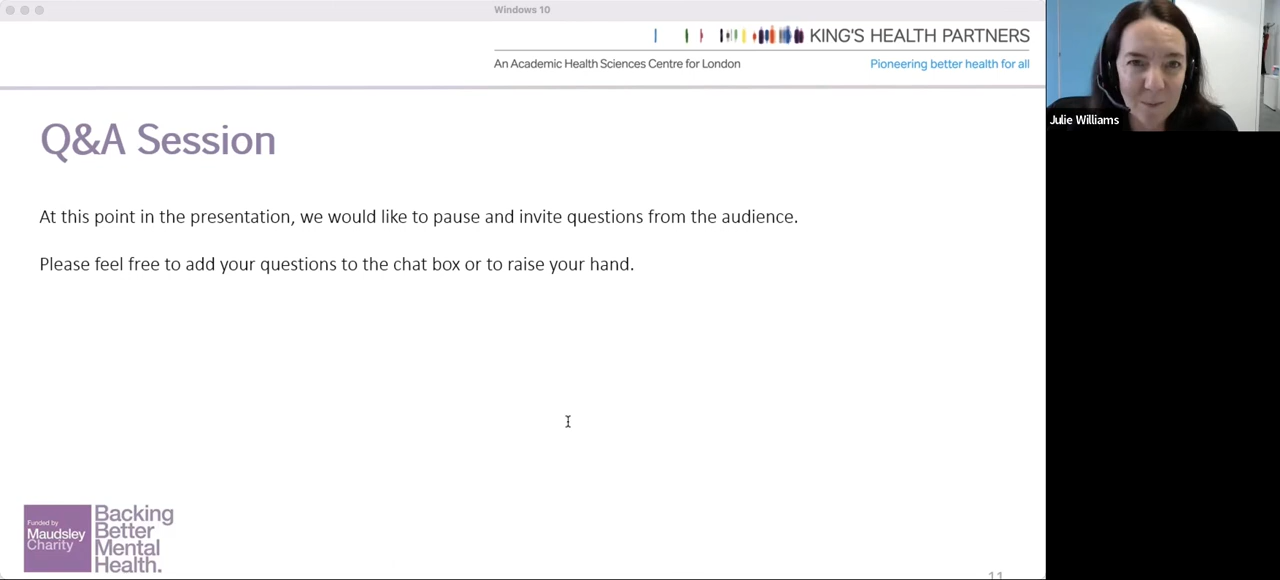 Windows 10
KING'S HEALTH PARTNERS
An Academic Health Sciences Centre for London
Pioneering better health for all
Julie Williams
Q&A Session
At this point in the presentation, we would like to pause and invite questions from the audience.
Please feel free to add your questions to the chat box or to raise your hand.
Funded by
Maudsley
Charity
Backing
Better
Mental
Health.
11